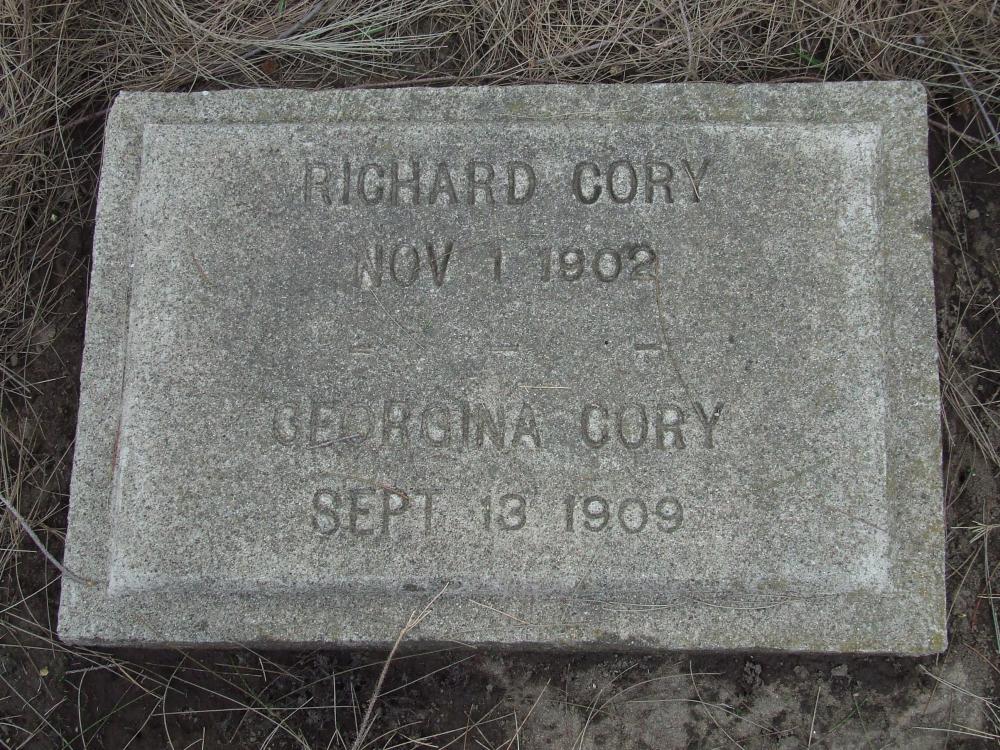 RICHARD CORY
NOV 1 1902
– – –
GEORGINA CORY
SEPT 13 1909